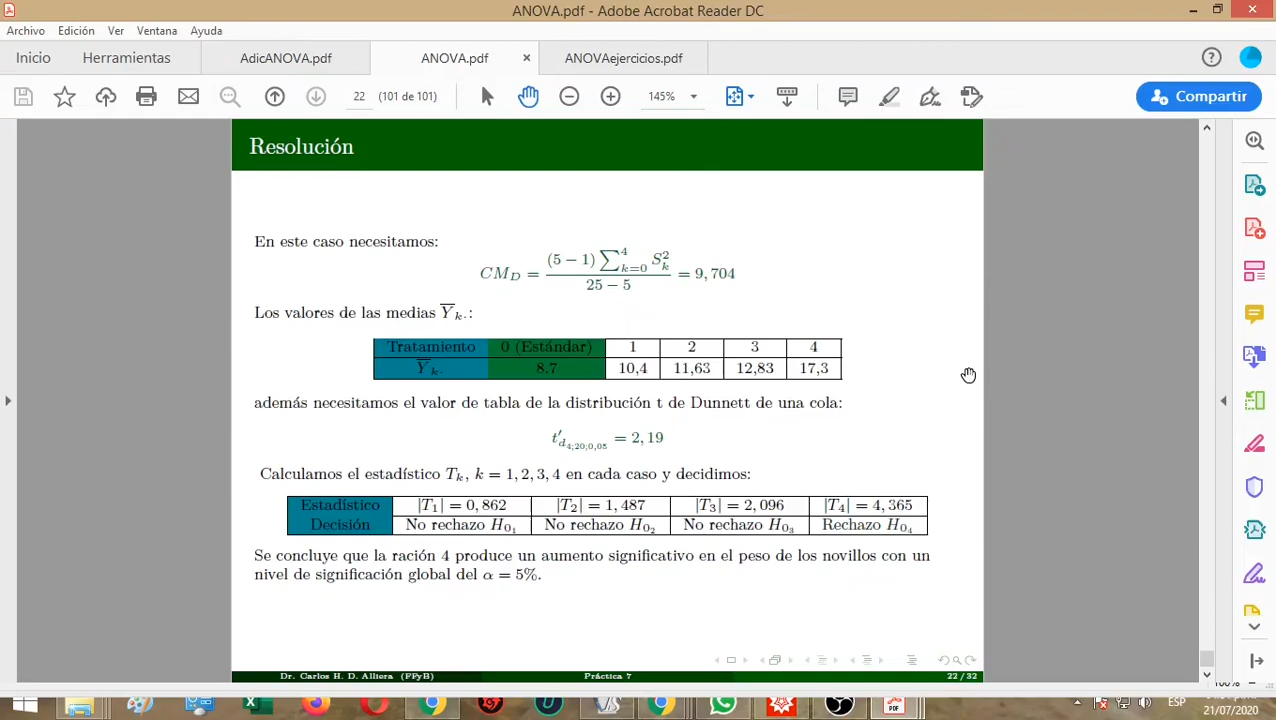 ANOVA.pdf - Adobe Acrobat Reader DC
Archivo Edición Ver Ventana Ayuda
Inicio Herramientas AdicANOVA.pdf ANOVA.pdf × ANOVAejercicios.pdf
22 (101 de 101) 145% Compartir
Resolución
En este caso necesitamos:
CM_D = (5 − 1) ∑_{k=0}^{4} S_k^2 / 25 − 5 = 9,704
Los valores de las medias Y̅_k.:
Tratamiento 0 (Estándar) 1 2 3 4
Y̅_k. 8.7 10,4 11,63 12,83 17,3
además necesitamos el valor de tabla de la distribución t de Dunnett de una cola:
t′_{d_{4;20;0,05}} = 2, 19
Calculamos el estadístico T_k, k = 1, 2, 3, 4 en cada caso y decidimos:
Estadístico |T_1| = 0, 862 |T_2| = 1, 487 |T_3| = 2, 096 |T_4| = 4, 365
Decisión No rechazo H_{0_1} No rechazo H_{0_2} No rechazo H_{0_3} Rechazo H_{0_4}
Se concluye que la ración 4 produce un aumento significativo en el peso de los novillos con un
nivel de significación global del α = 5%.
Dr. Carlos H. D. Alliera (FFyB) Práctica 7 22 / 32
100%
ESP
21/07/2020